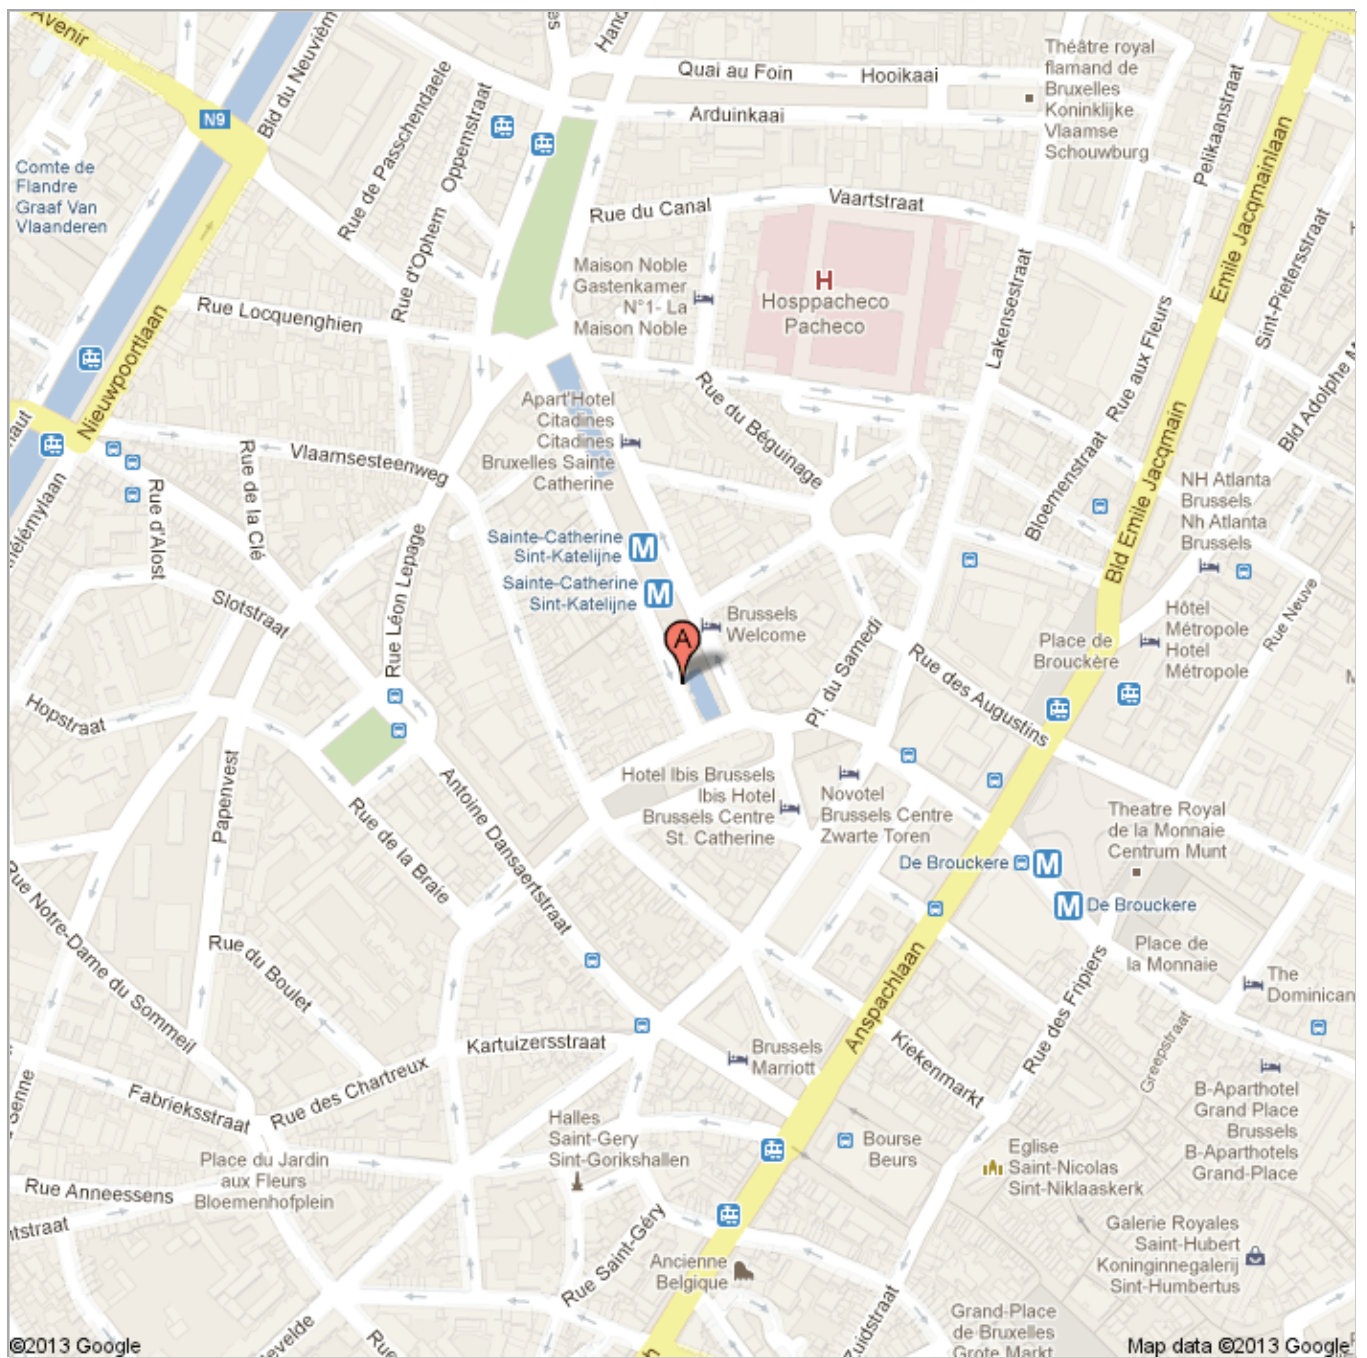 Avenir
N9
Bld du Neuvièm
Quai au Foin
Hooikaai
Arduinkaai
Théâtre royal
flamand de
Bruxelles
Koninklijke
Vlaamse
Schouwburg
Pelikaanstraat
Emile Jacqmainlaan
Comte de
Flandre
Graaf Van
Vlaanderen
Rue de Passchendaele
Oppemstraat
Rue d'Ophem
Rue du Canal
Vaartstraat
Sint-Pietersstraat
Maison Noble
Gastenkamer
N°1- La
Maison Noble
H
Hosppacheco
Pacheco
Lakensestraat
Rue Locquenghien
Nieuwpoortlaan
Rue aux Fleurs
Bloemenstraat
Bld Adolphe M
Apart'Hotel
Citadines
Citadines
Bruxelles Sainte
Catherine
Rue du Béguinage
Bld Emile Jacqmain
Vlaamsesteenweg
Rue de la Clé
Rue d'Alost
Rue Léon Lepage
Slotstraat
NH Atlanta
Brussels
Nh Atlanta
Brussels
Sainte-Catherine
Sint-Katelijne
M
Sainte-Catherine
Sint-Katelijne
M
A
Brussels
Welcome
Rue Neuve
Hôtel
Métropole
Hotel
Métropole
Place de
Brouckère
Pl. du Samedi
Rue des Augustins
Hopstraat
Papenvest
Antoine Dansaertstraat
Rue de la Braie
Hotel Ibis Brussels
Ibis Hotel
Brussels Centre
St. Catherine
Novotel
Brussels Centre
Zwarte Toren
Theatre Royal
de la Monnaie
Centrum Munt
De Brouckere
M
M
De Brouckere
Rue Notre-Dame du Sommeil
Rue du Boulet
Place de
la Monnaie
The
Dominican
Anspachlaan
Rue des Fripiers
Greepstraat
Kiekenmarkt
Kartuizersstraat
Brussels
Marriott
Rue des Chartreux
Fabrieksstraat
Senne
B-Aparthotel
Grand Place
Brussels
B-Aparthotels
Grand-Place
Halles
Saint-Gery
Sint-Gorikshallen
Bourse
Beurs
Eglise
Saint-Nicolas
Sint-Niklaaskerk
Place du Jardin
aux Fleurs
Bloemenhofplein
Rue Anneessens
Rue Saint-Géry
Galerie Royales
Saint-Hubert
Koninginnegalerij
Sint-Humbertus
Ancienne
Belgique
Zuidstraat
Grand-Place
de Bruxelles
Grote Markt
©2013 Google
Map data ©2013 Google